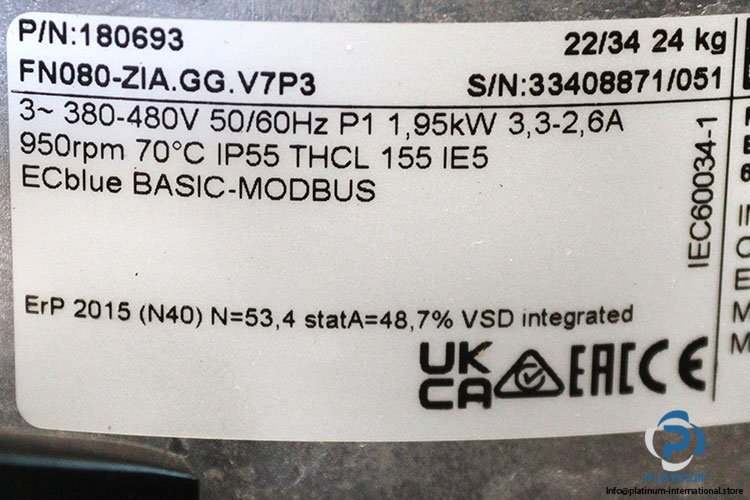 P/N:180693 22/34 24 kg
FN080-ZIA.GG.V7P3 S/N:33408871/051
3~ 380-480V 50/60Hz P1 1,95kW 3,3-2,6A
950rpm 70°C IP55 THCL 155 IE5
ECblue BASIC-MODBUS
IEC60034-1
ErP 2015 (N40) N=53,4 statA=48,7% VSD integrated
UK
CA
EAC CE
PLATINUM
Info@platinum-international.store